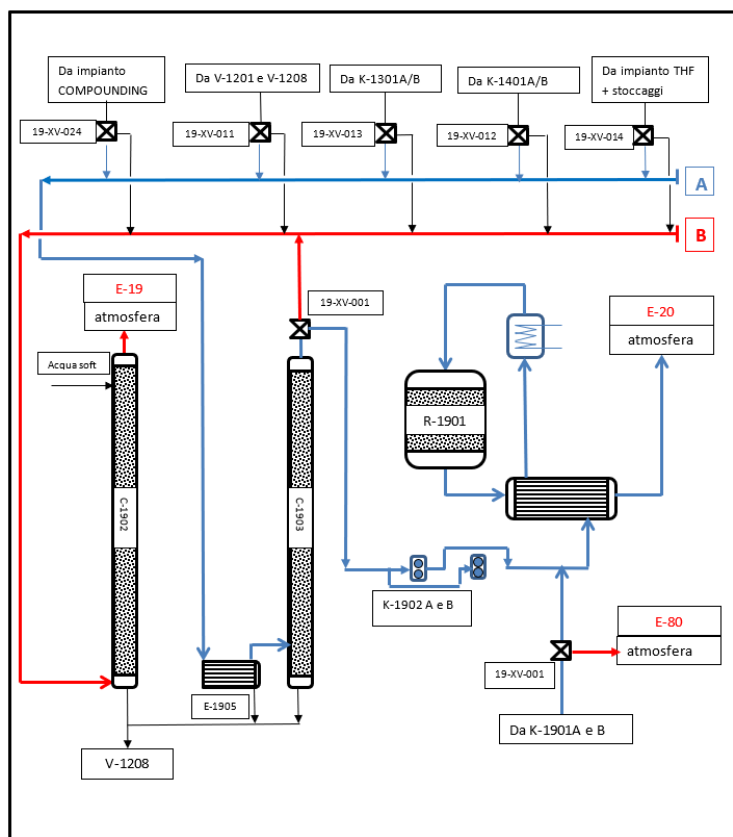 Da impianto
COMPOUNDING
Da V-1201 e V-1208
Da K-1301A/B
Da K-1401A/B
Da impianto THF
+ stoccaggi
19-XV-024
19-XV-011
19-XV-013
19-XV-012
19-XV-014
A
B
E-19
atmosfera
19-XV-001
E-20
atmosfera
Acqua soft
R-1901
C-1902
C-1903
K-1902 A e B
E-80
atmosfera
19-XV-001
E-1905
Da K-1901A e B
V-1208